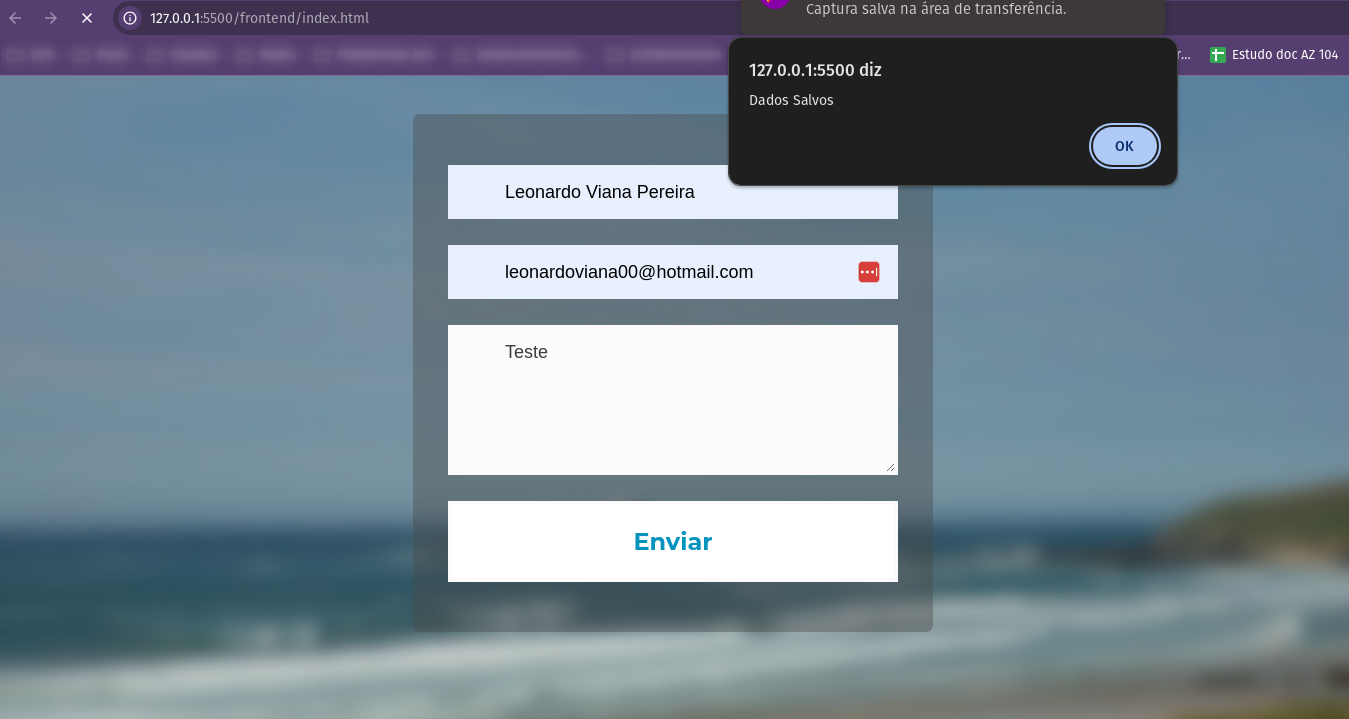 127.0.0.1:5500/frontend/index.html
Captura salva na área de transferência.
r...
Estudo doc AZ 104
127.0.0.1:5500 diz
Dados Salvos
OK
Leonardo Viana Pereira
leonardoviana00@hotmail.com
Teste
Enviar